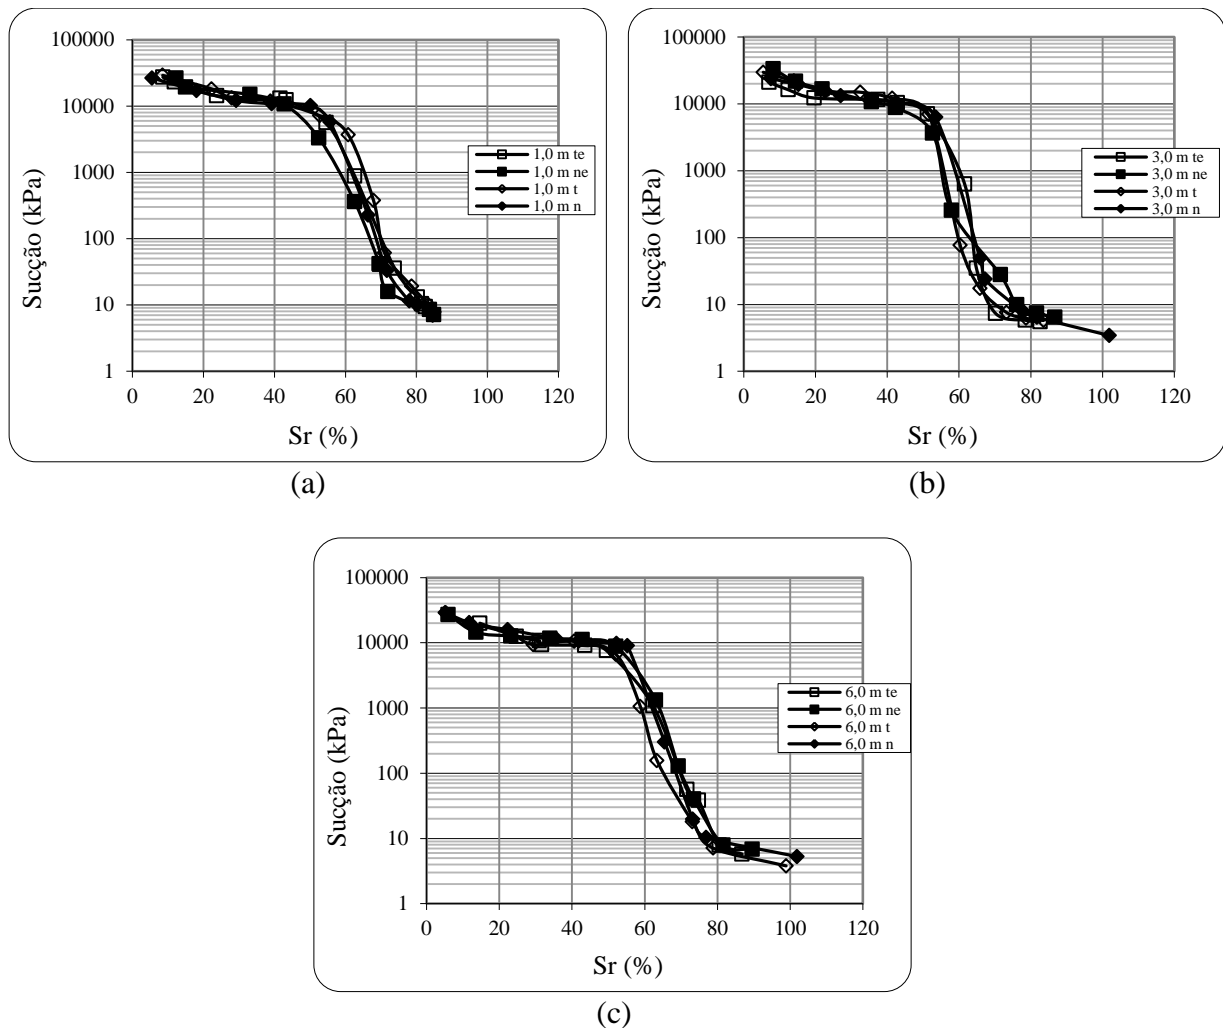 100000
10000
1000
100
10
1
0 20 40 60 80 100 120
Sucção (kPa)
Sr (%)
1,0 m te
1,0 m ne
1,0 m t
1,0 m n
(a)
100000
10000
1000
100
10
1
0 20 40 60 80 100 120
Sucção (kPa)
Sr (%)
3,0 m te
3,0 m ne
3,0 m t
3,0 m n
(b)
100000
10000
1000
100
10
1
0 20 40 60 80 100 120
Sucção (kPa)
Sr (%)
6,0 m te
6,0 m ne
6,0 m t
6,0 m n
(c)